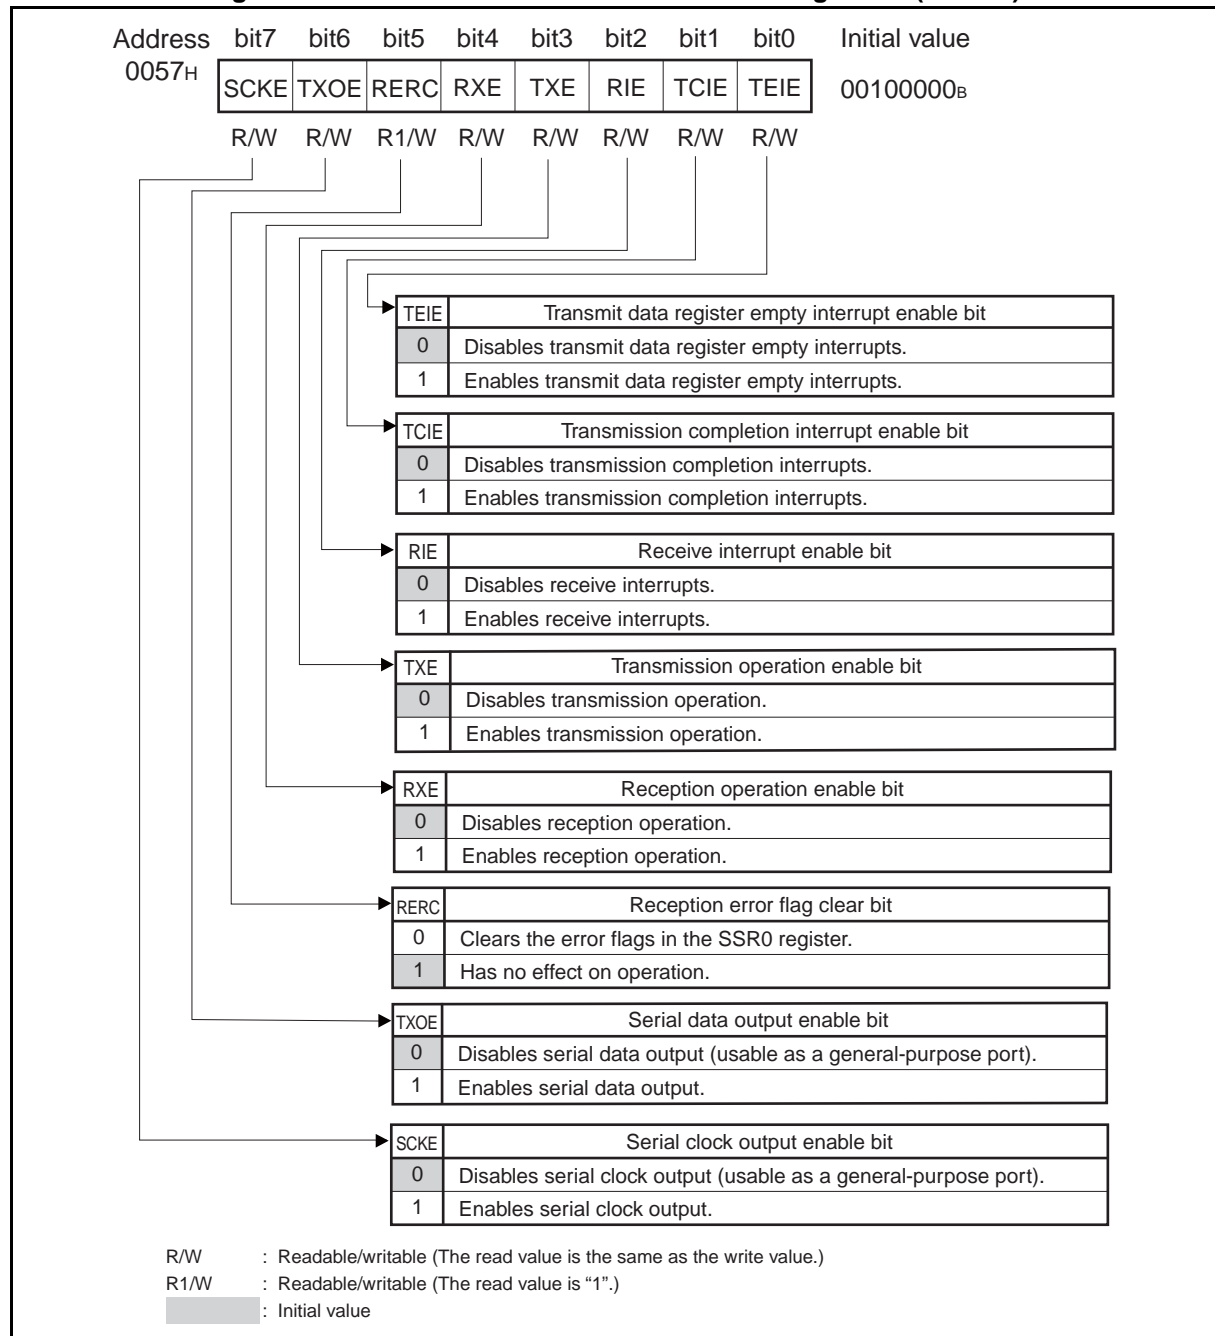 Address bit7 bit6 bit5 bit4 bit3 bit2 bit1 bit0 Initial value
0057H SCKE TXOE RERC RXE TXE RIE TCIE TEIE 00100000B
R/W R/W R1/W R/W R/W R/W R/W R/W
TEIE Transmit data register empty interrupt enable bit
0 Disables transmit data register empty interrupts.
1 Enables transmit data register empty interrupts.
TCIE Transmission completion interrupt enable bit
0 Disables transmission completion interrupts.
1 Enables transmission completion interrupts.
RIE Receive interrupt enable bit
0 Disables receive interrupts.
1 Enables receive interrupts.
TXE Transmission operation enable bit
0 Disables transmission operation.
1 Enables transmission operation.
RXE Reception operation enable bit
0 Disables reception operation.
1 Enables reception operation.
RERC Reception error flag clear bit
0 Clears the error flags in the SSR0 register.
1 Has no effect on operation.
TXOE Serial data output enable bit
0 Disables serial data output (usable as a general-purpose port).
1 Enables serial data output.
SCKE Serial clock output enable bit
0 Disables serial clock output (usable as a general-purpose port).
1 Enables serial clock output.
R/W : Readable/writable (The read value is the same as the write value.)
R1/W : Readable/writable (The read value is “1”.)
: Initial value